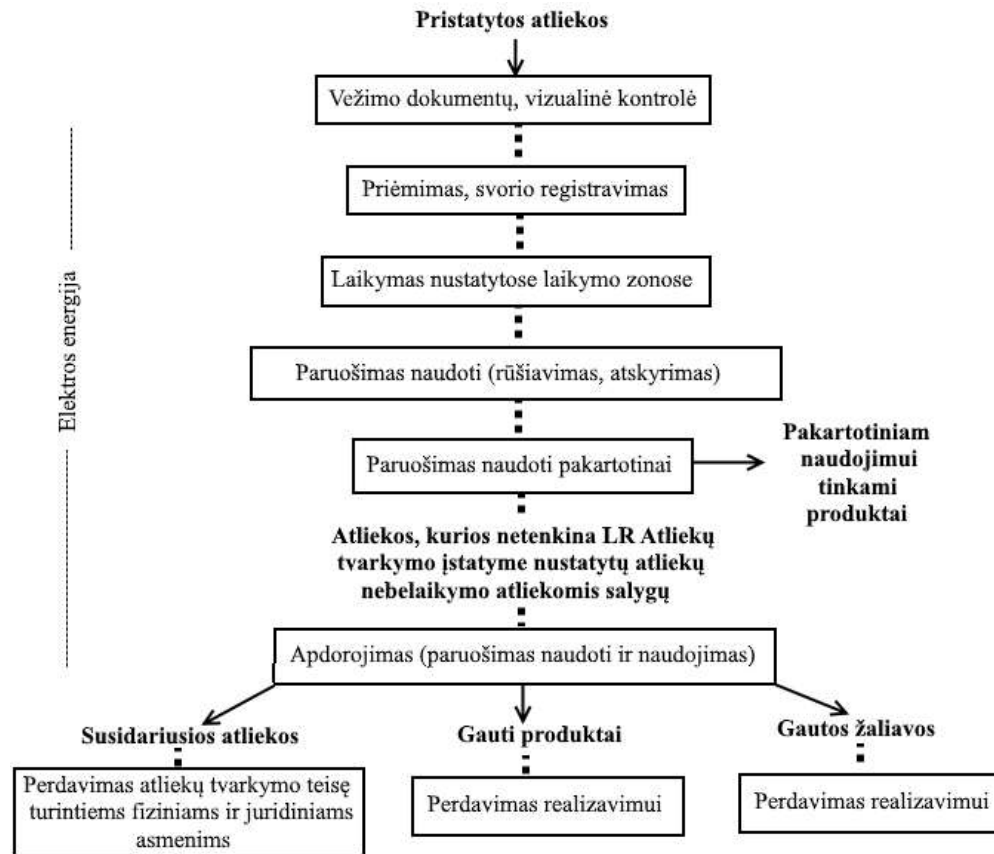 Pristatytos atliekos
Vežimo dokumentų, vizualinė kontrolė
Priėmimas, svorio registravimas
Laikymas nustatytose laikymo zonose
Elektros energija
Paruošimas naudoti (rūšiavimas, atskyrimas)
Paruošimas naudoti pakartotinai
Pakartotiniam
naudojimui
tinkami
produktai
Atliekos, kurios netenkina LR Atliekų
tvarkymo įstatyme nustatytų atliekų
nebelaikymo atliekomis salygų
Apdorojimas (paruošimas naudoti ir naudojimas)
Susidariusios atliekos
Perdavimas atliekų tvarkymo teisę
turintiems fiziniams ir juridiniams
asmenims
Gauti produktai
Perdavimas realizavimui
Gautos žaliavos
Perdavimas realizavimui